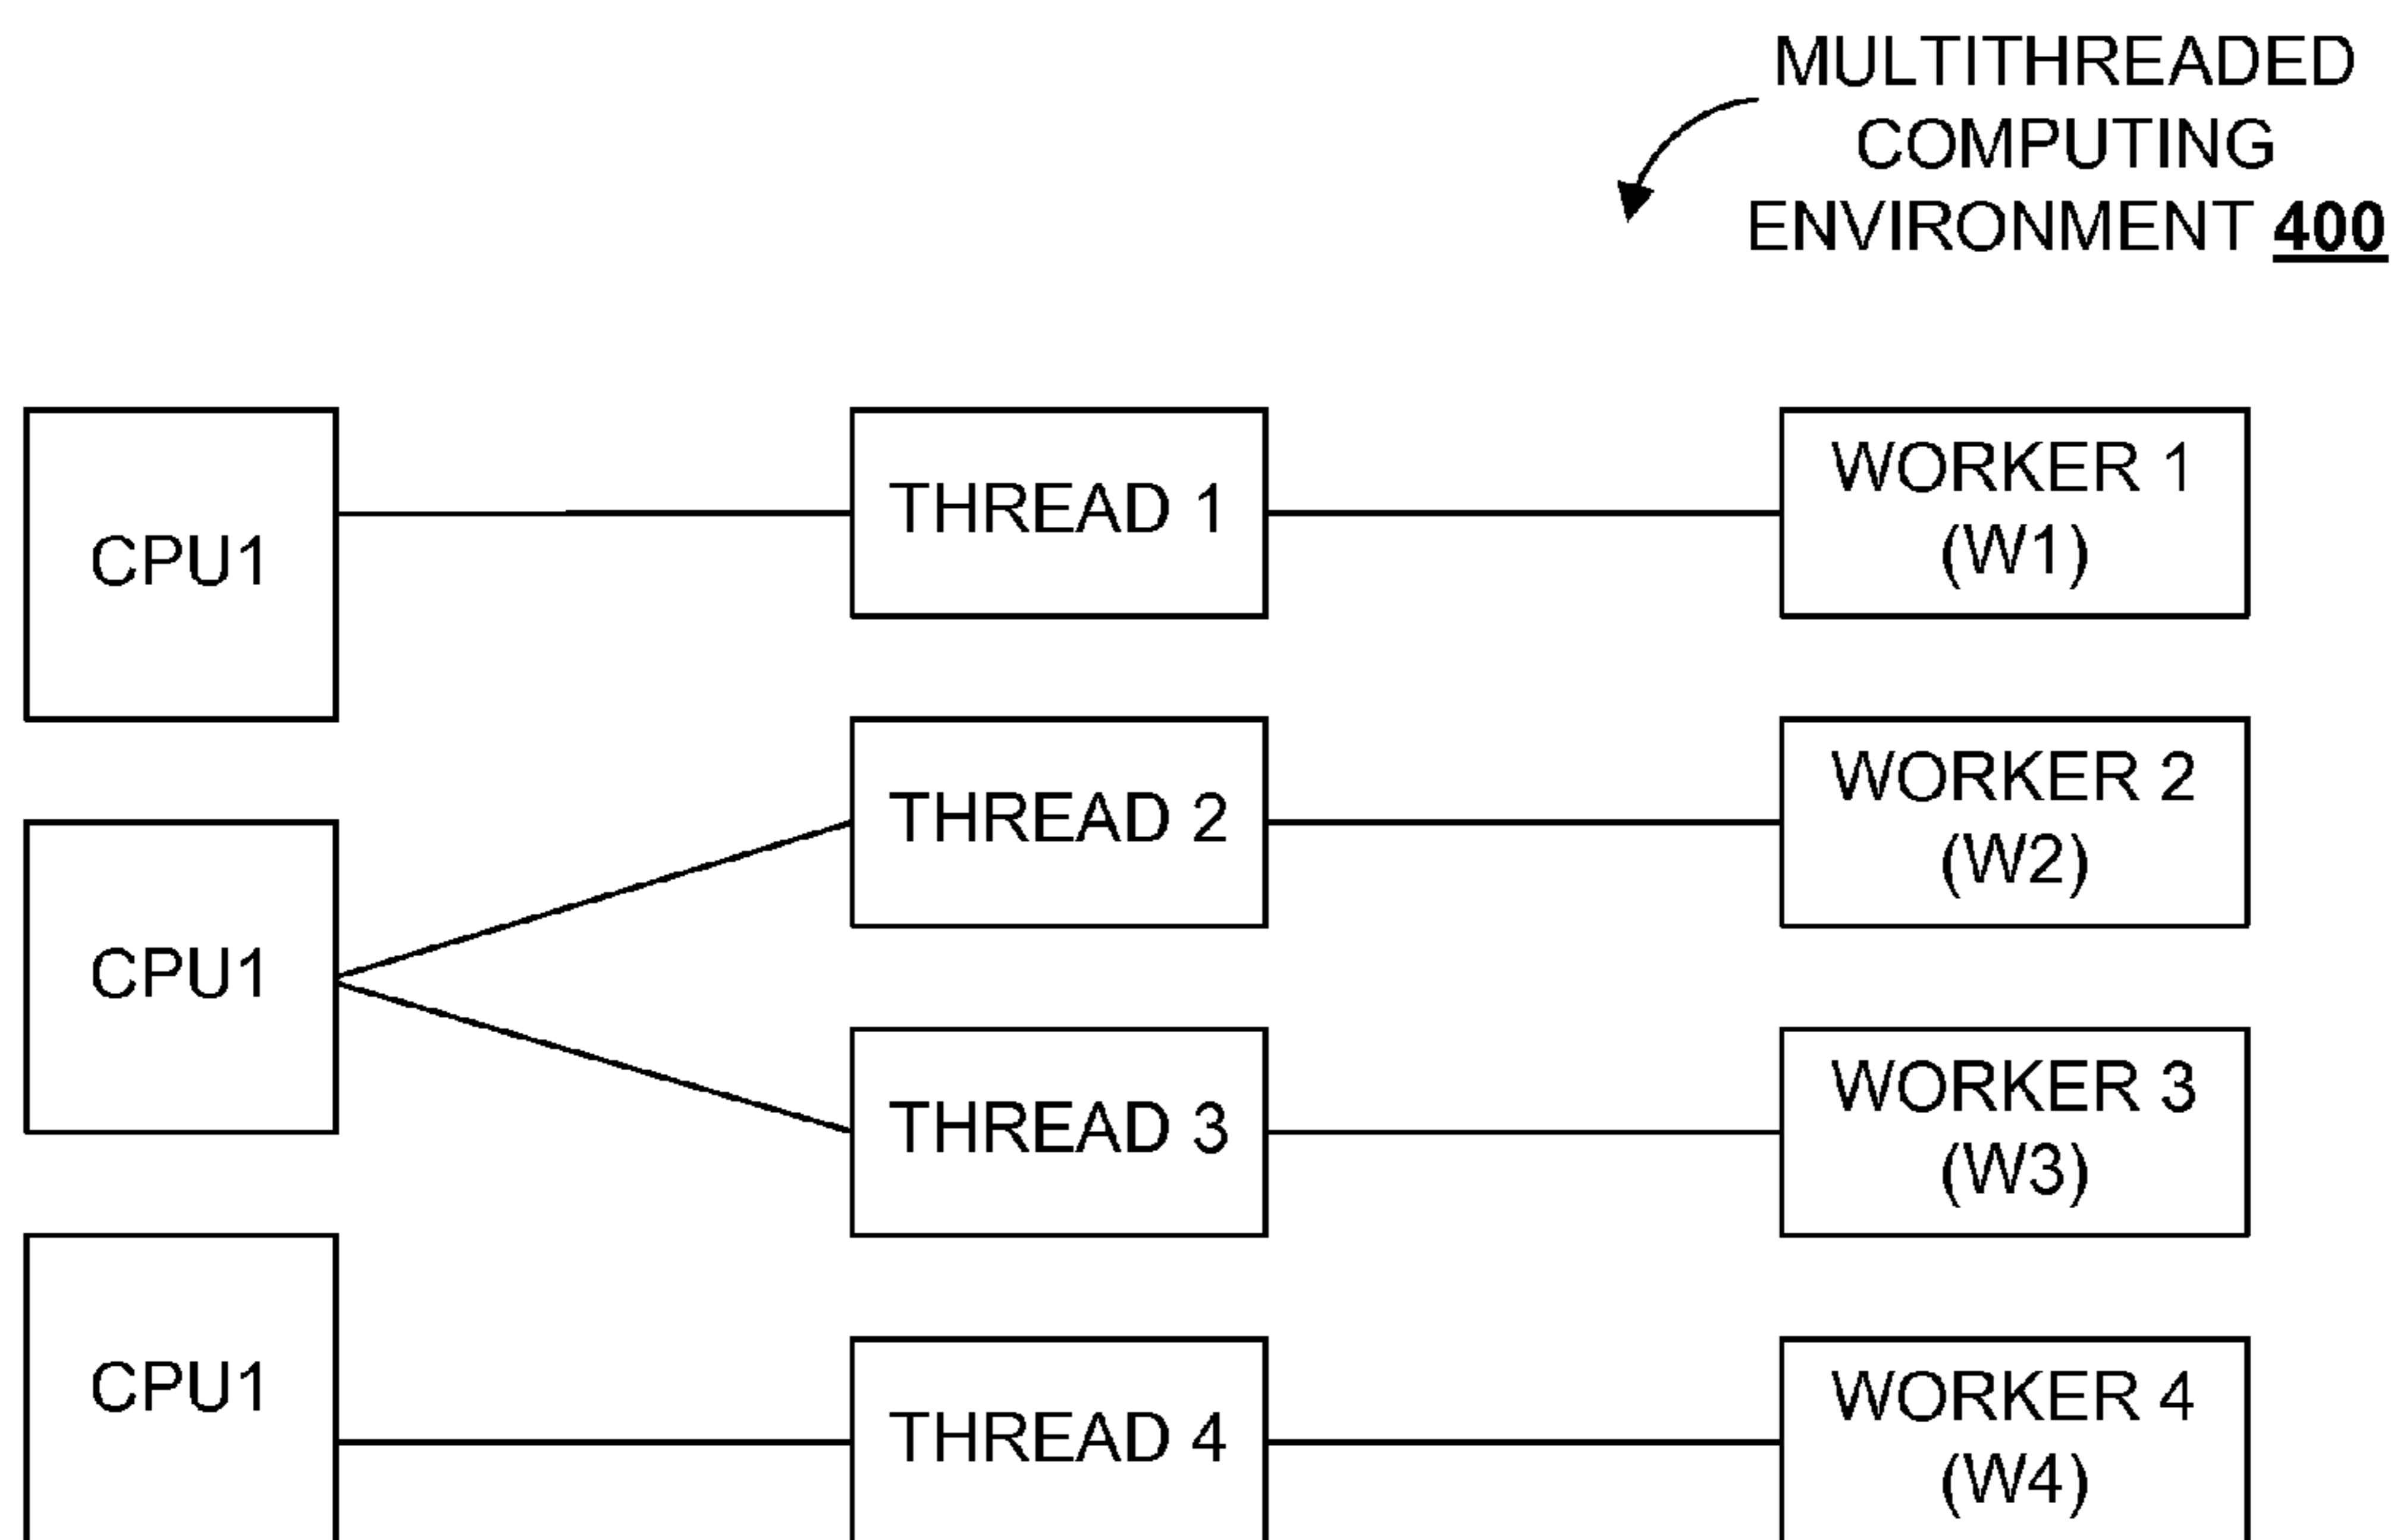 MULTITHREADED
COMPUTING
ENVIRONMENT 400
CPU1
THREAD 1
WORKER 1
(W1)
CPU1
THREAD 2
WORKER 2
(W2)
THREAD 3
WORKER 3
(W3)
CPU1
THREAD 4
WORKER 4
(W4)